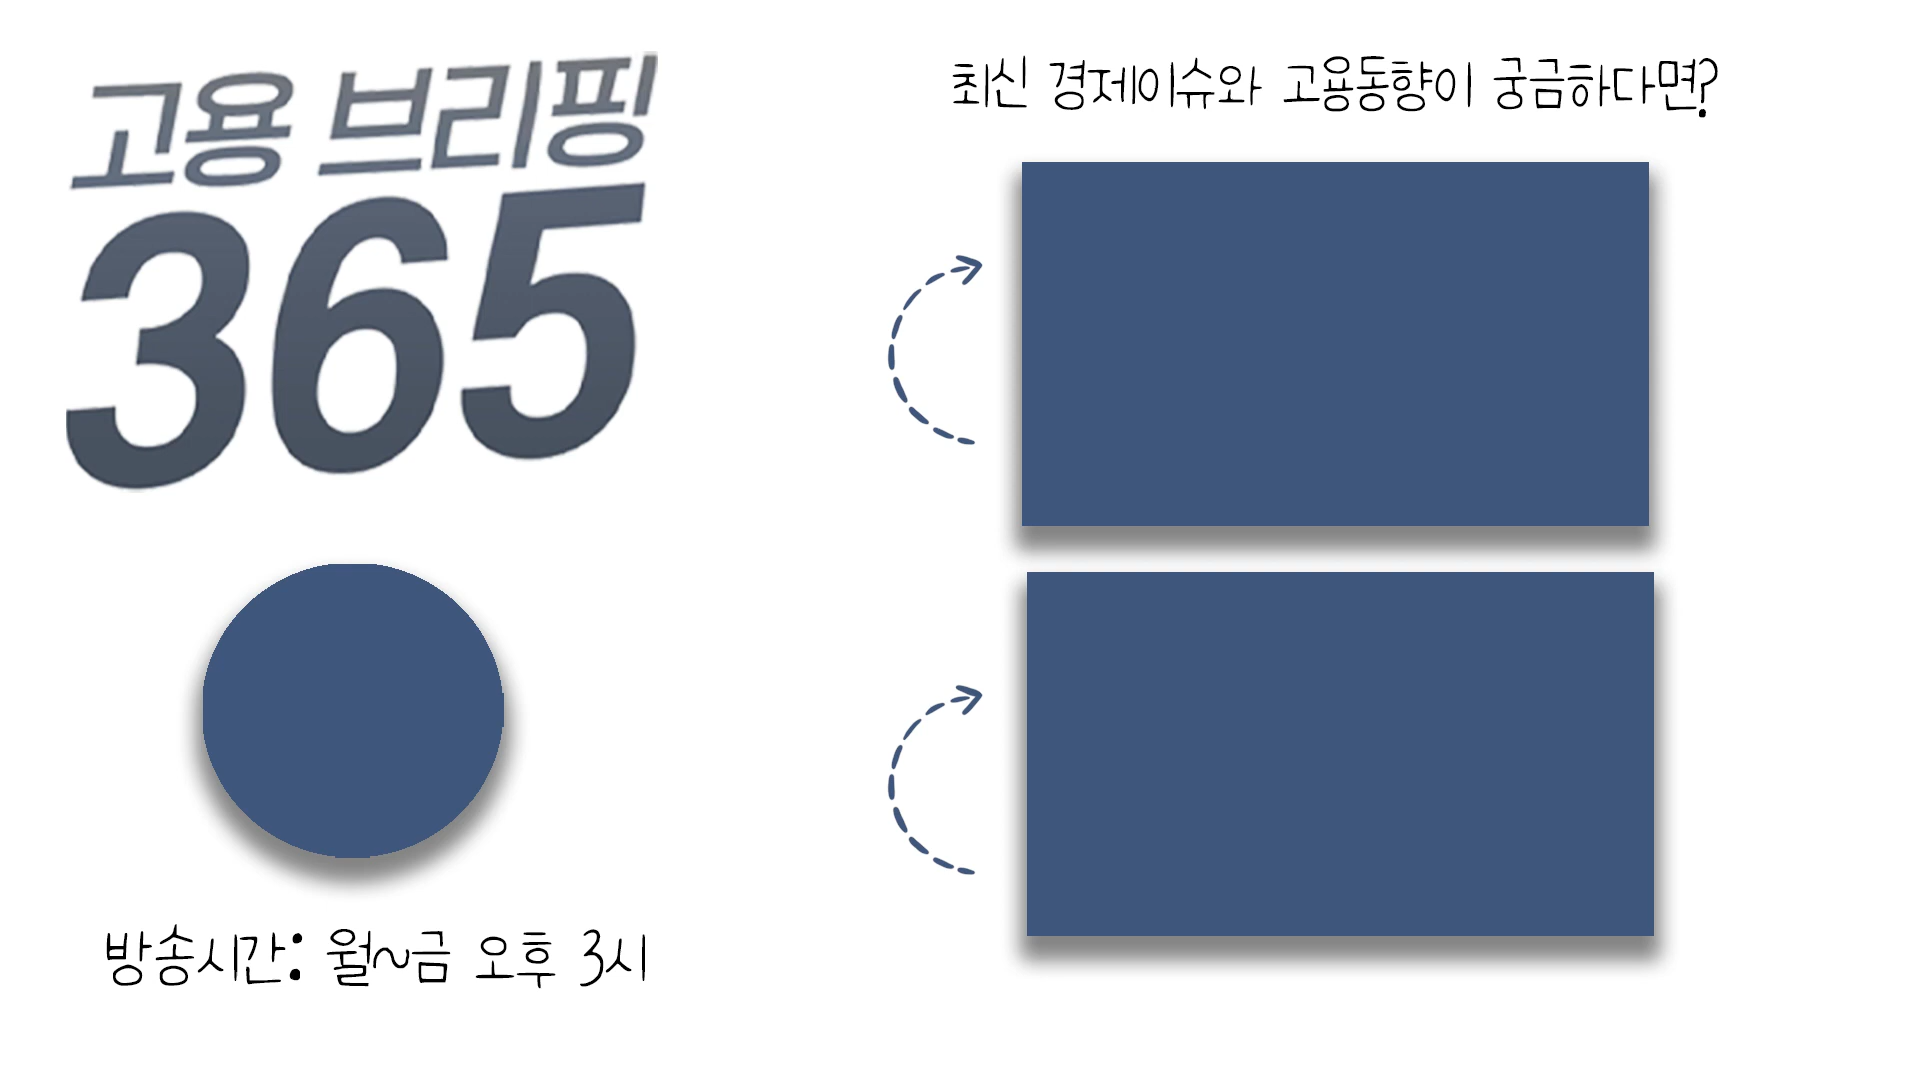 고용 브리핑
365
최신 경제이슈와 고용동향이 궁금하다면?
방송시간: 월~금 오후 3시